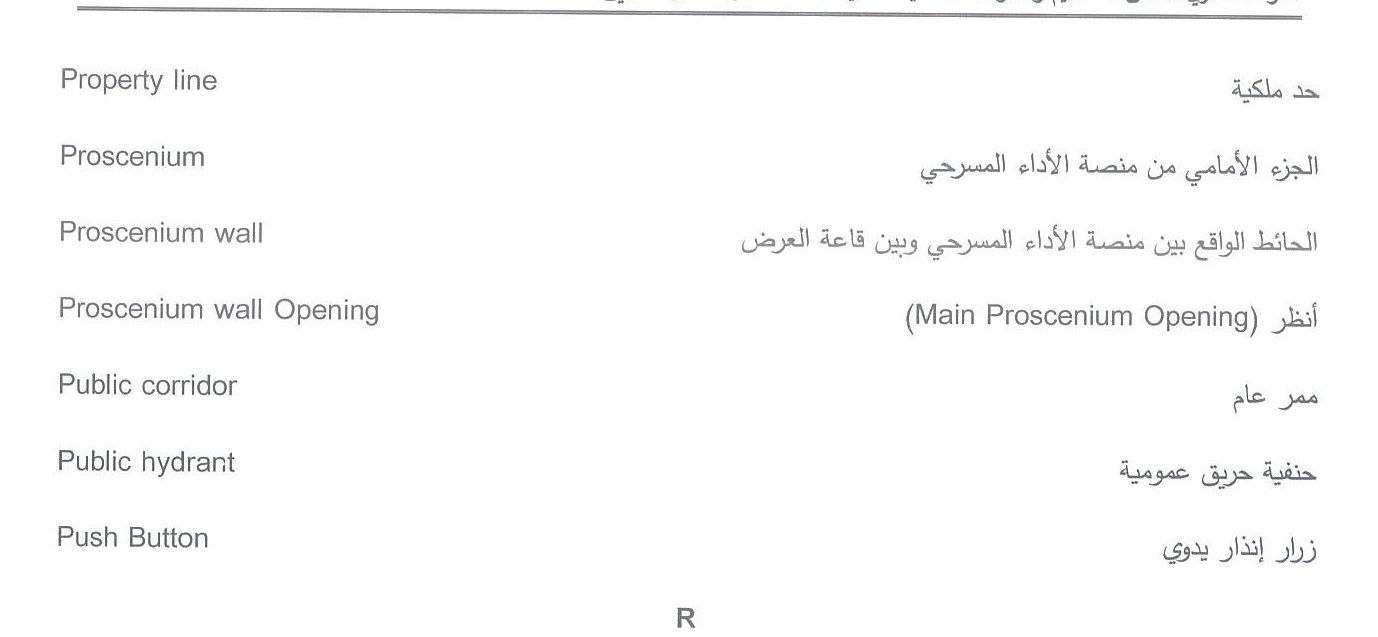 Property line حد ملكية
Proscenium الجزء الأمامي من منصة الأداء المسرحي
Proscenium wall الحائط الواقع بين منصة الأداء المسرحي وبين قاعة العرض
Proscenium wall Opening أنظر (Main Proscenium Opening)
Public corridor ممر عام
Public hydrant حنفية حريق عمومية
Push Button زرار إنذار يدوي
R